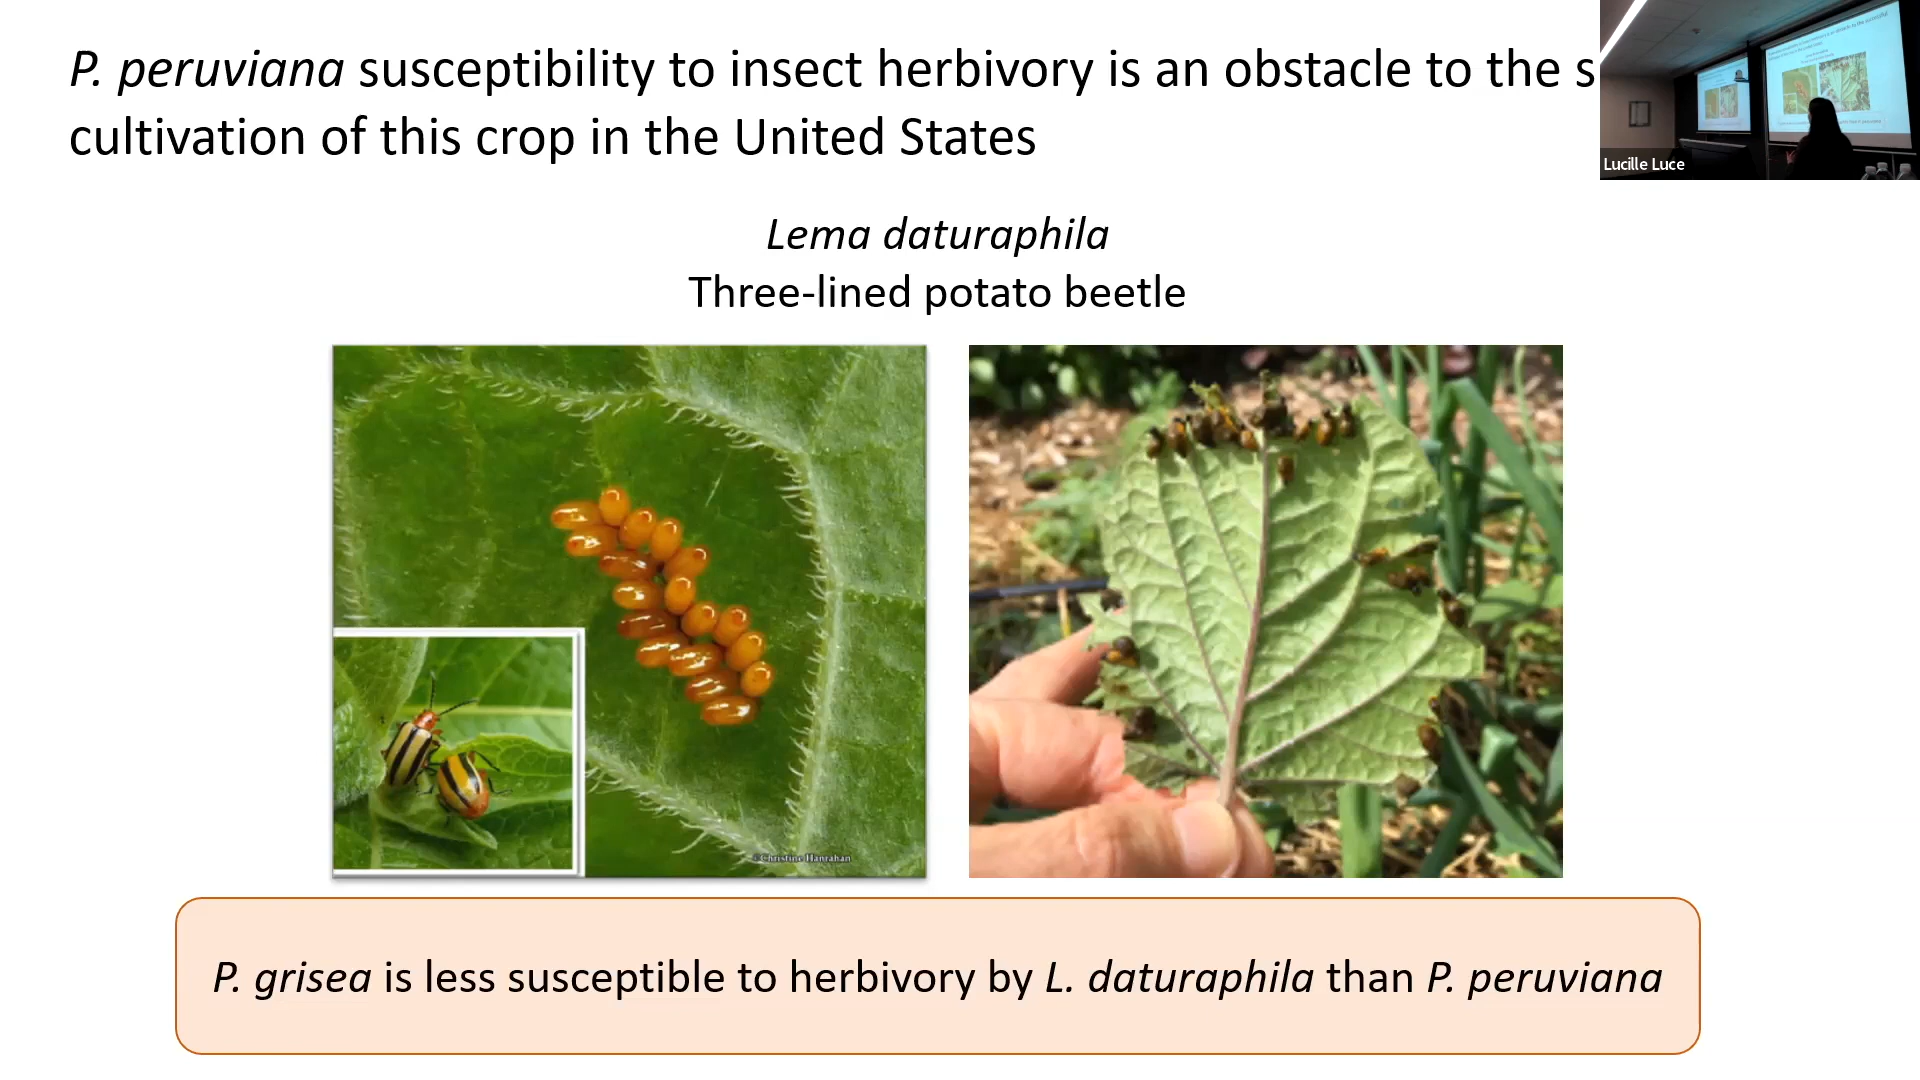 P. peruviana susceptibility to insect herbivory is an obstacle to the s
cultivation of this crop in the United States
Lucille Luce
Lema daturaphila
Three-lined potato beetle
©Christine Hanrahan
P. grisea is less susceptible to herbivory by L. daturaphila than P. peruviana